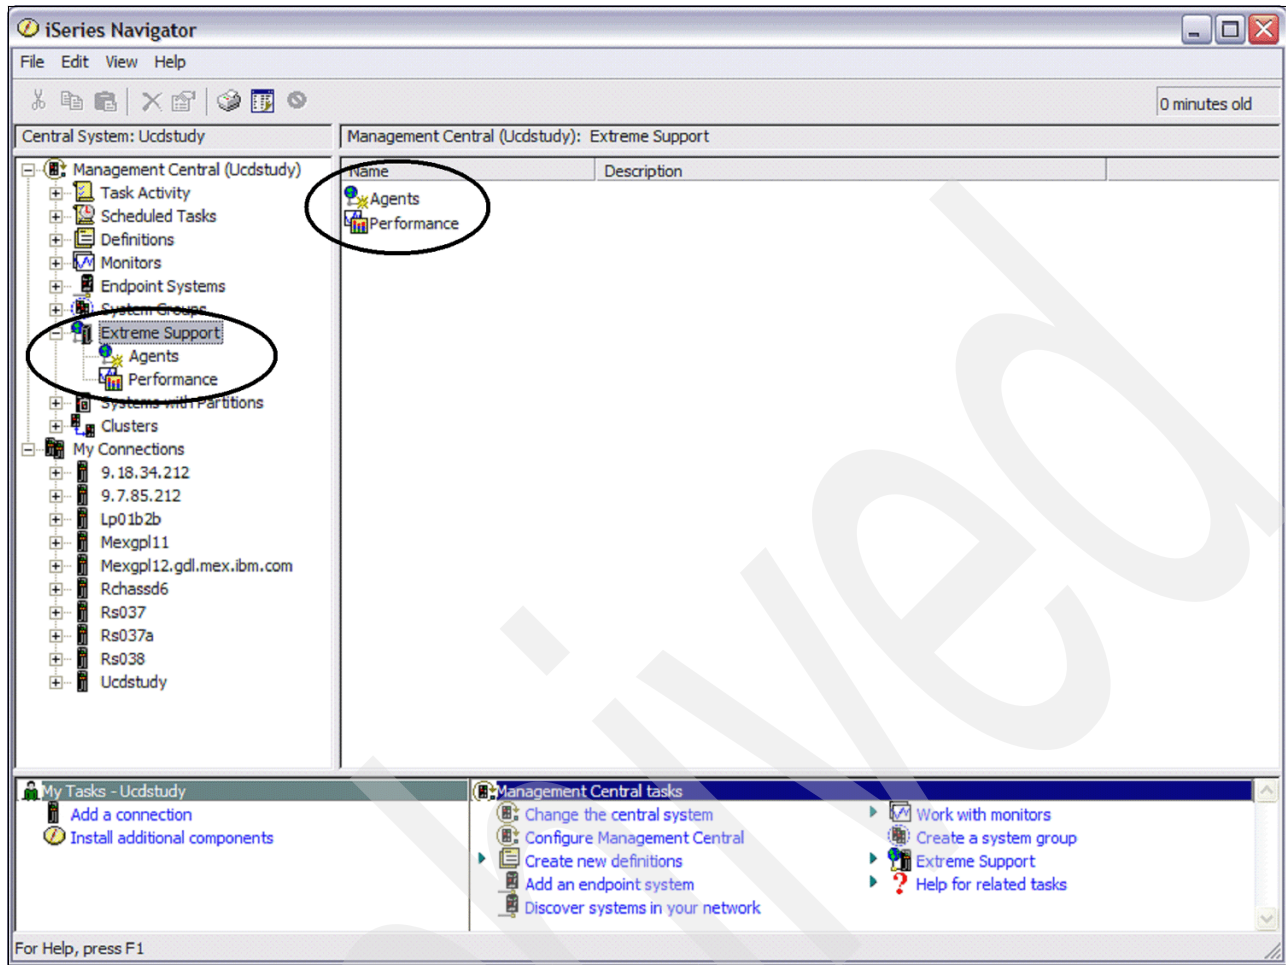 iSeries Navigator
File Edit View Help
0 minutes old
Central System: Ucdstudy
Management Central (Ucdstudy): Extreme Support
Management Central (Ucdstudy)
Task Activity
Scheduled Tasks
Definitions
Monitors
Endpoint Systems
System Groups
Extreme Support
Agents
Performance
Systems with Partitions
Clusters
My Connections
9.18.34.212
9.7.85.212
Lp01b2b
Mexgpl11
Mexgpl12.gdl.mex.ibm.com
Rchassd6
Rs037
Rs037a
Rs038
Ucdstudy
Name Description
Agents
Performance
My Tasks - Ucdstudy
Add a connection
Install additional components
Management Central tasks
Change the central system
Configure Management Central
Create new definitions
Add an endpoint system
Discover systems in your network
Work with monitors
Create a system group
Extreme Support
Help for related tasks
For Help, press F1